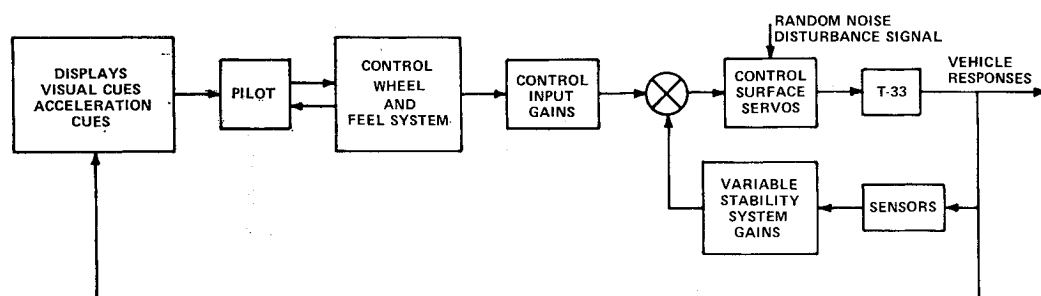 RANDOM NOISE
DISTURBANCE SIGNAL
VEHICLE
RESPONSES
DISPLAYS
VISUAL CUES
ACCELERATION
CUES
PILOT
CONTROL
WHEEL
AND
FEEL SYSTEM
CONTROL
INPUT
GAINS
CONTROL
SURFACE
SERVOS
T-33
VARIABLE
STABILITY
SYSTEM
GAINS
SENSORS